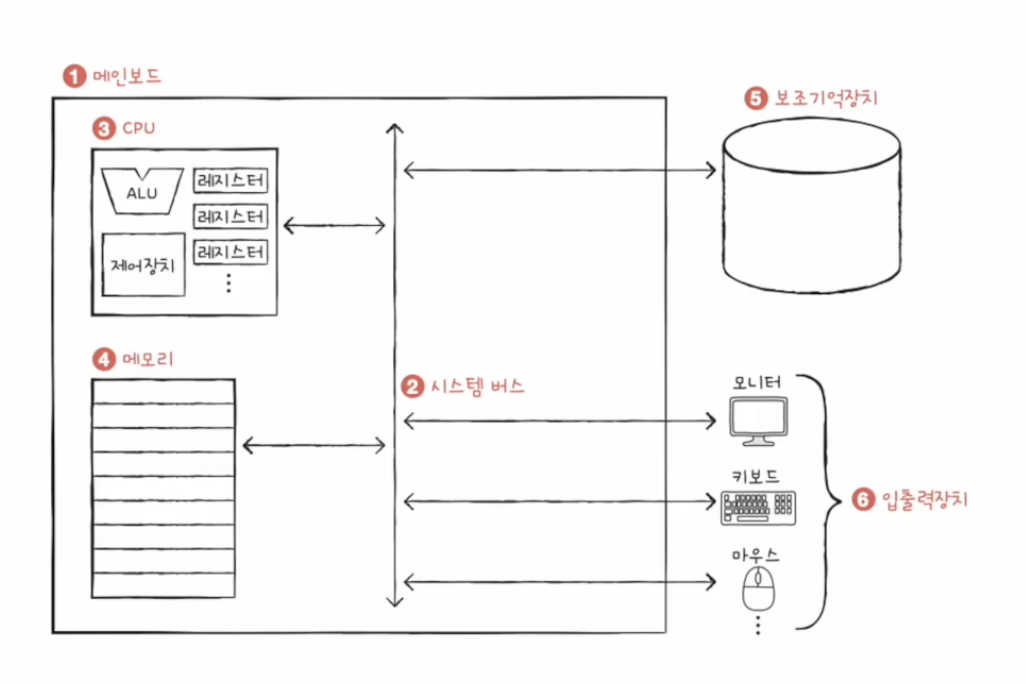 1 메인보드
3 CPU
ALU
레지스터
레지스터
레지스터
제어장치
4 메모리
2 시스템 버스
5 보조기억장치
모니터
키보드
마우스
6 입출력장치